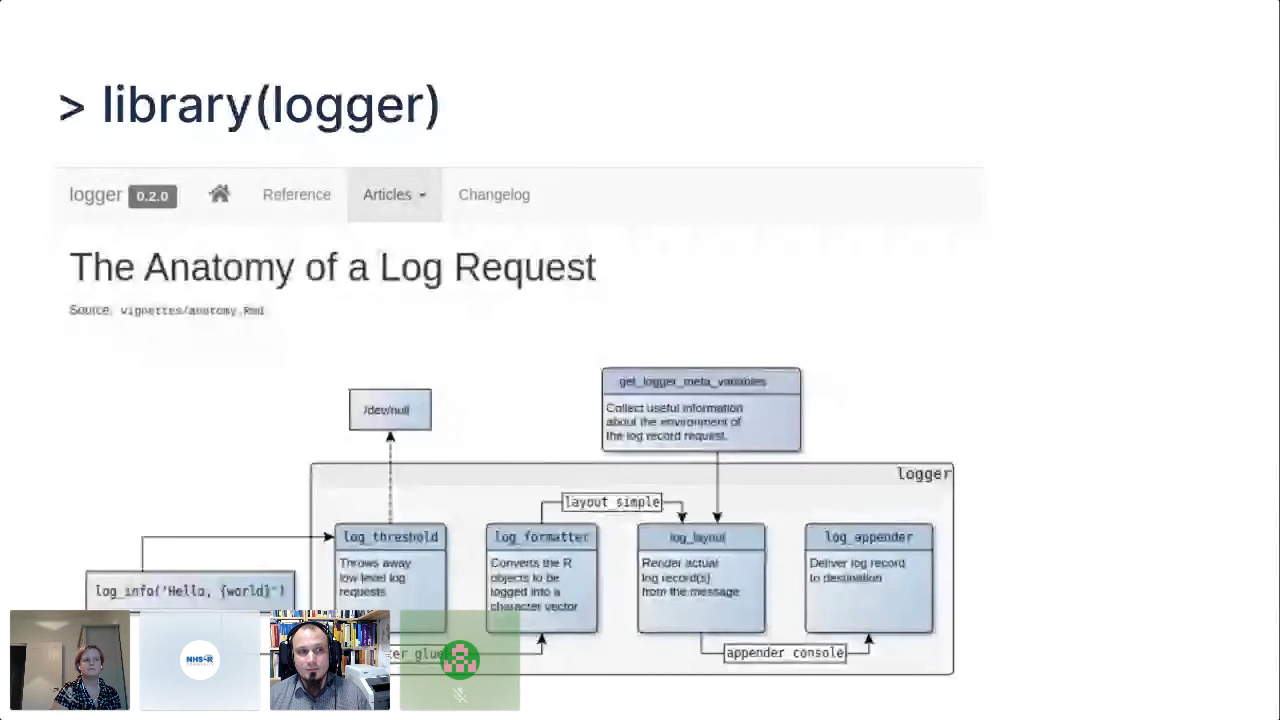 > library(logger)
logger 0.2.0 Reference Articles Changelog
The Anatomy of a Log Request
Source: vignettes/anatomy.Rmd
get_logger_meta_variables
Collect useful information
about the environment of
the log record request.
/dev/null
logger
layout_simple
log_threshold
Throws away
low level log
requests
log_formatter
Converts the R
objects to be
logged into a
character vector
log_layout
Render actual
log record(s)
from the message
log_appender
Deliver log record
to destination
log_info('Hello, {world}')
appender_console
NHS-R